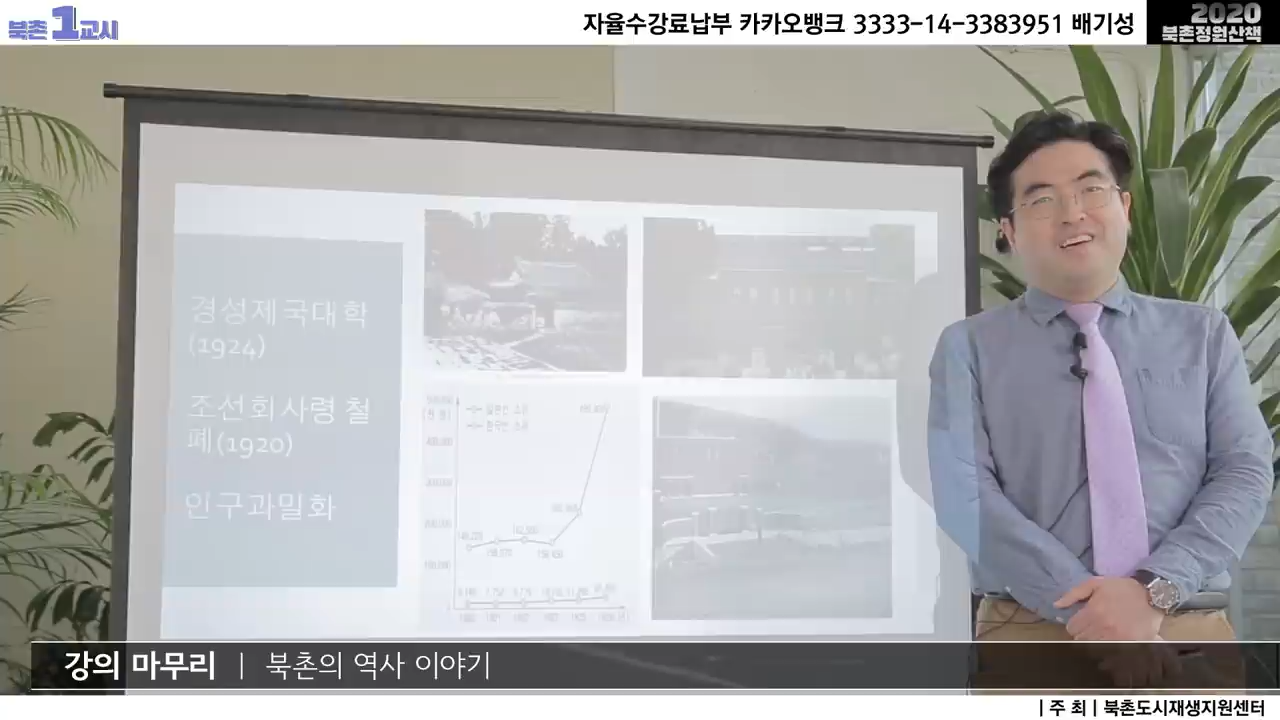 북촌 1교시
자율수강료납부 카카오뱅크 3333-14-3383951 배기성
2020
북촌정원산책
경성제국대학
(1924)
조선회사령 철
폐(1920)
인구과밀화
강의 마무리 | 북촌의 역사 이야기
| 주 최 | 북촌도시재생지원센터